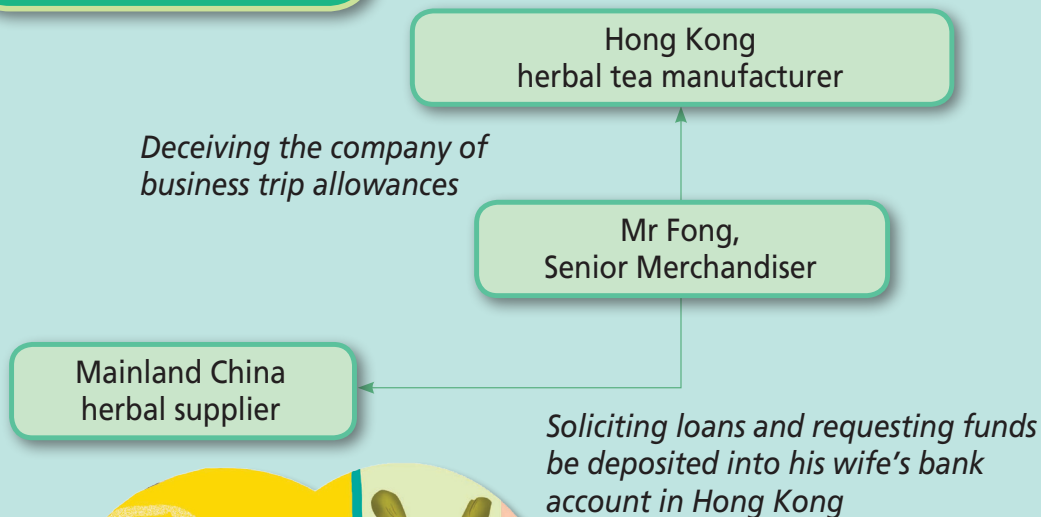 Hong Kong
herbal tea manufacturer
Deceiving the company of
business trip allowances
Mr Fong,
Senior Merchandiser
Mainland China
herbal supplier
Soliciting loans and requesting funds
be deposited into his wife’s bank
account in Hong Kong